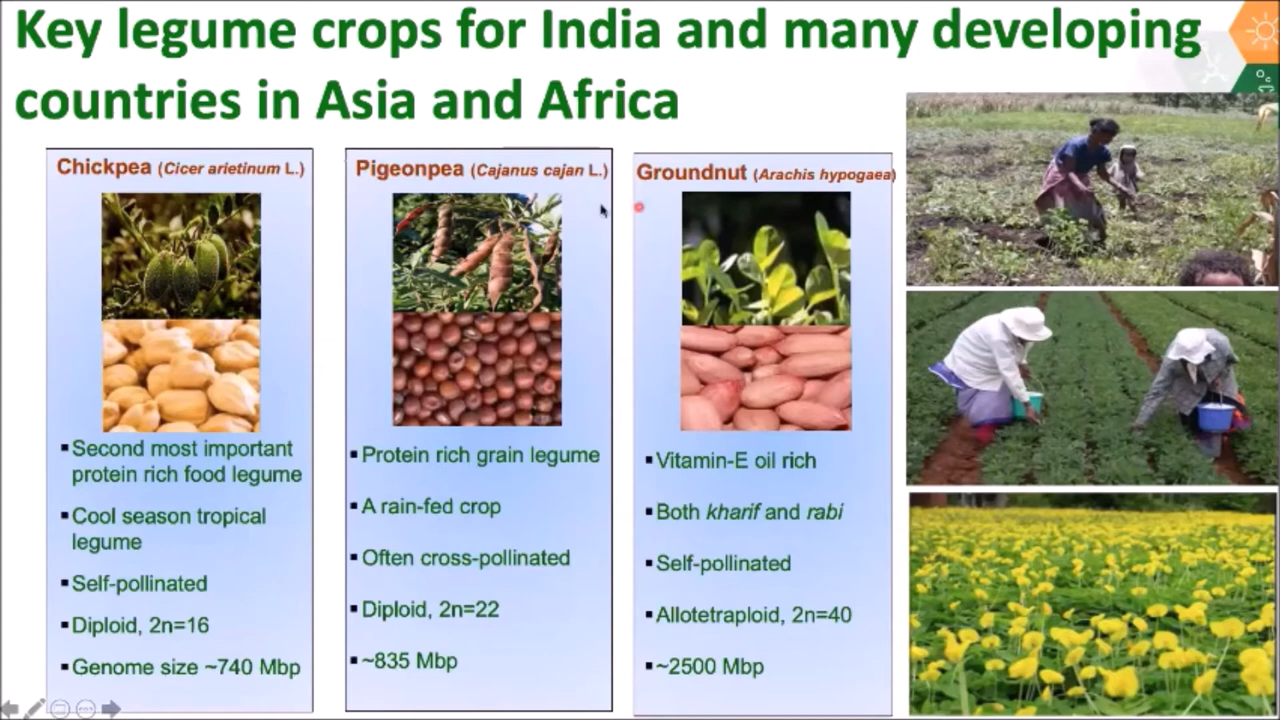 Key legume crops for India and many developing
countries in Asia and Africa
Chickpea (Cicer arietinum L.)
▪Second most important
protein rich food legume
▪Cool season tropical
legume
▪Self-pollinated
▪Diploid, 2n=16
▪Genome size ~740 Mbp
Pigeonpea (Cajanus cajan L.)
▪Protein rich grain legume
▪A rain-fed crop
▪Often cross-pollinated
▪Diploid, 2n=22
▪~835 Mbp
Groundnut (Arachis hypogaea)
▪Vitamin-E oil rich
▪Both kharif and rabi
▪Self-pollinated
▪Allotetraploid, 2n=40
▪~2500 Mbp